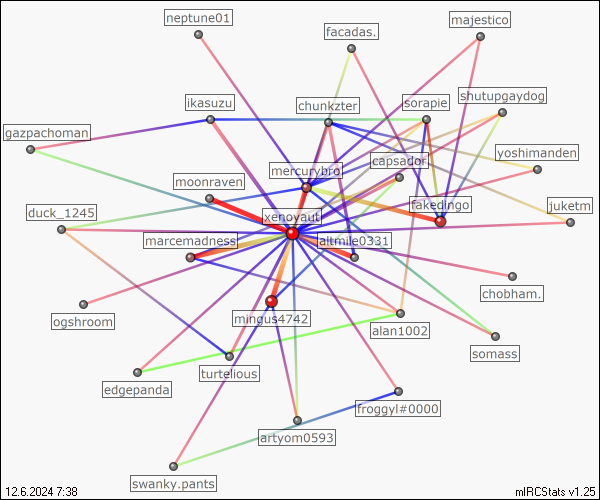 neptune01
majestico
facadas.
shutupgaydog
ikasuzu
chunkzter
sorapie
gazpachoman
yoshimanden
capsador
mercurybro
moonraven
fakedingo
juketm
duck_1245
xenoyaut
marcemadness
altmile0331
chobham.
ogshroom
mingus4742
alan1002
somass
turtelious
edgepanda
froggyl#0000
artyom0593
swanky.pants
12.6.2024 7:38
mIRCStats v1.25